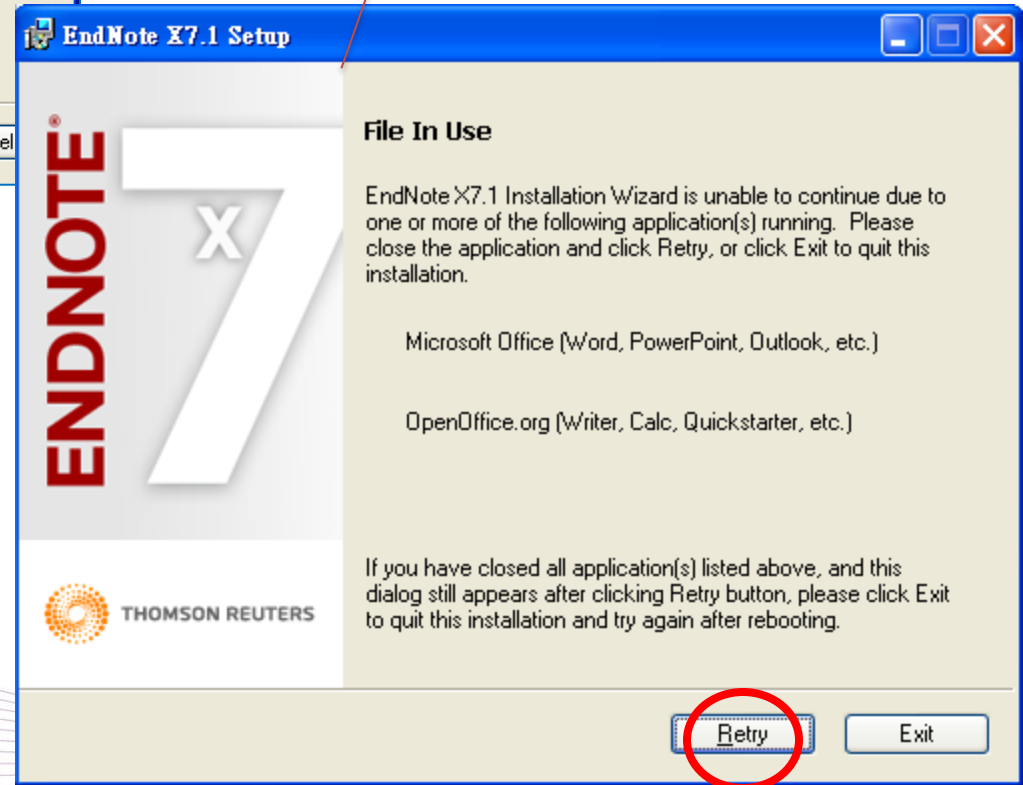 EndNote X7.1 Setup
el
ENDNOTE®
X
7
File In Use
EndNote X7.1 Installation Wizard is unable to continue due to
one or more of the following application(s) running. Please
close the application and click Retry, or click Exit to quit this
installation.
Microsoft Office (Word, PowerPoint, Outlook, etc.)
OpenOffice.org (Writer, Calc, Quickstarter, etc.)
If you have closed all application(s) listed above, and this
dialog still appears after clicking Retry button, please click Exit
to quit this installation and try again after rebooting.
THOMSON REUTERS
Retry
Exit